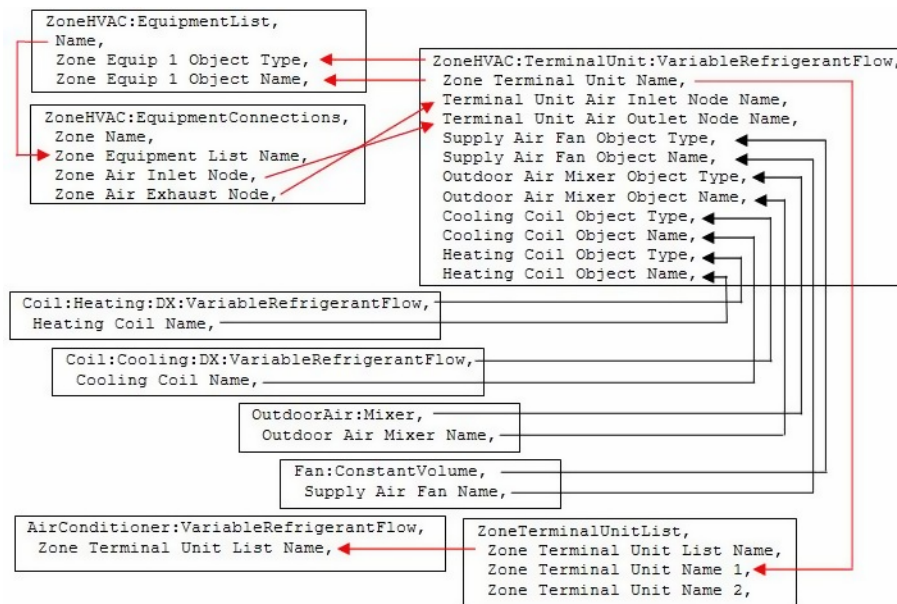 ZoneHVAC:EquipmentList,
Name,
Zone Equip 1 Object Type,
Zone Equip 1 Object Name,
ZoneHVAC:EquipmentConnections,
Zone Name,
Zone Equipment List Name,
Zone Air Inlet Node,
Zone Air Exhaust Node,
ZoneHVAC:TerminalUnit:VariableRefrigerantFlow,
Zone Terminal Unit Name,
Terminal Unit Air Inlet Node Name,
Terminal Unit Air Outlet Node Name,
Supply Air Fan Object Type,
Supply Air Fan Object Name,
Outdoor Air Mixer Object Type,
Outdoor Air Mixer Object Name,
Cooling Coil Object Type,
Cooling Coil Object Name,
Heating Coil Object Type,
Heating Coil Object Name,
Coil:Heating:DX:VariableRefrigerantFlow,
Heating Coil Name,
Coil:Cooling:DX:VariableRefrigerantFlow,
Cooling Coil Name,
OutdoorAir:Mixer,
Outdoor Air Mixer Name,
Fan:ConstantVolume,
Supply Air Fan Name,
AirConditioner:VariableRefrigerantFlow,
Zone Terminal Unit List Name,
ZoneTerminalUnitList,
Zone Terminal Unit List Name,
Zone Terminal Unit Name 1,
Zone Terminal Unit Name 2,